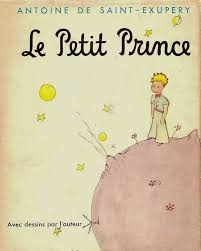 ANTOINE DE SAINT-EXUPERY
Le Petit Prince
Avec dessins par l'auteur